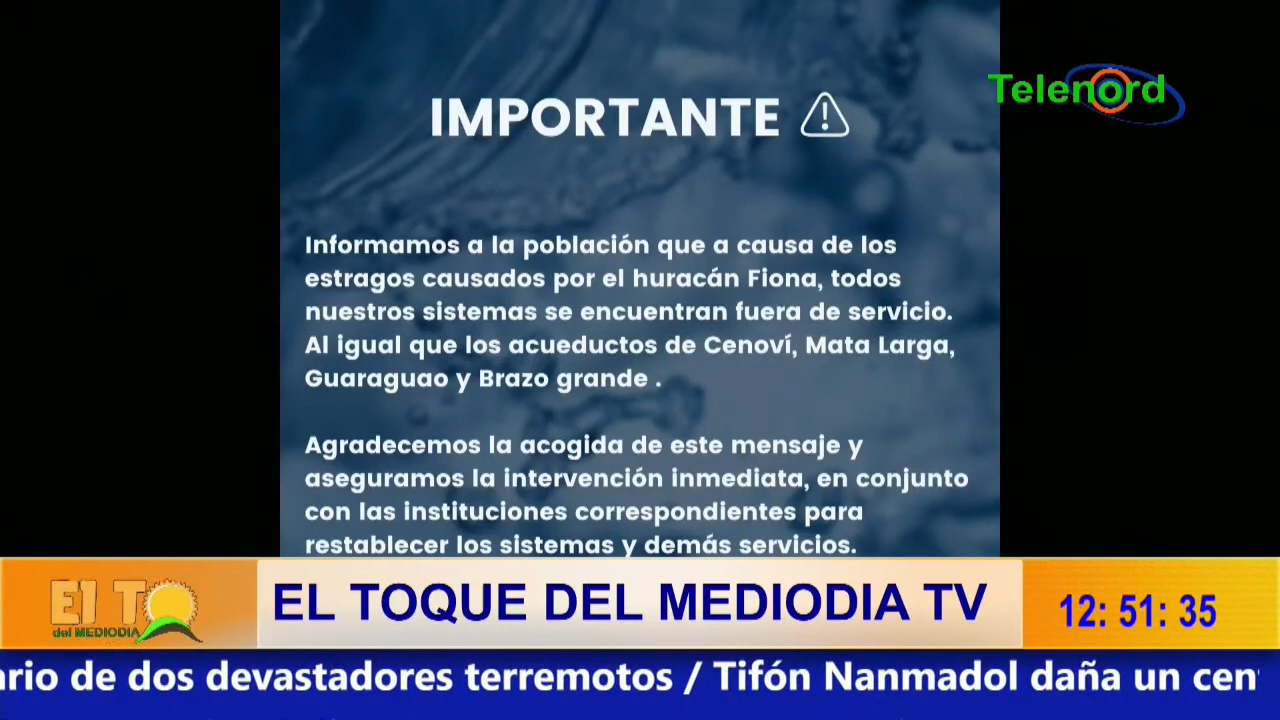 IMPORTANTE
Telenord
Informamos a la población que a causa de los
estragos causados por el huracán Fiona, todos
nuestros sistemas se encuentran fuera de servicio.
Al igual que los acueductos de Cenoví, Mata Larga,
Guaraguao y Brazo grande .
Agradecemos la acogida de este mensaje y
aseguramos la intervención inmediata, en conjunto
con las instituciones correspondientes para
restablecer los sistemas y demás servicios.
El To
del MEDIODIA
EL TOQUE DEL MEDIODIA TV
12: 51: 35
de dos devastadores terremotos / Tifón Nanmadol daña un